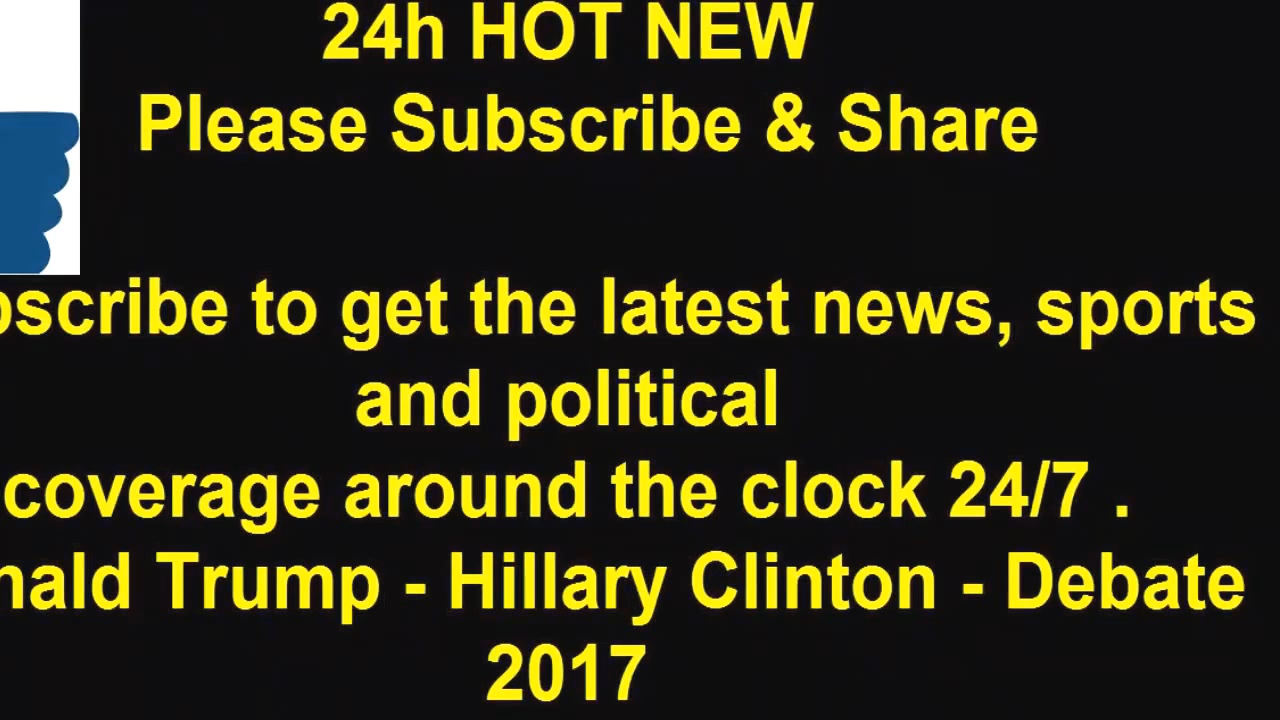 24h HOT NEW
Please Subscribe & Share
bscribe to get the latest news, sports
and political
coverage around the clock 24/7 .
nald Trump - Hillary Clinton - Debate
2017